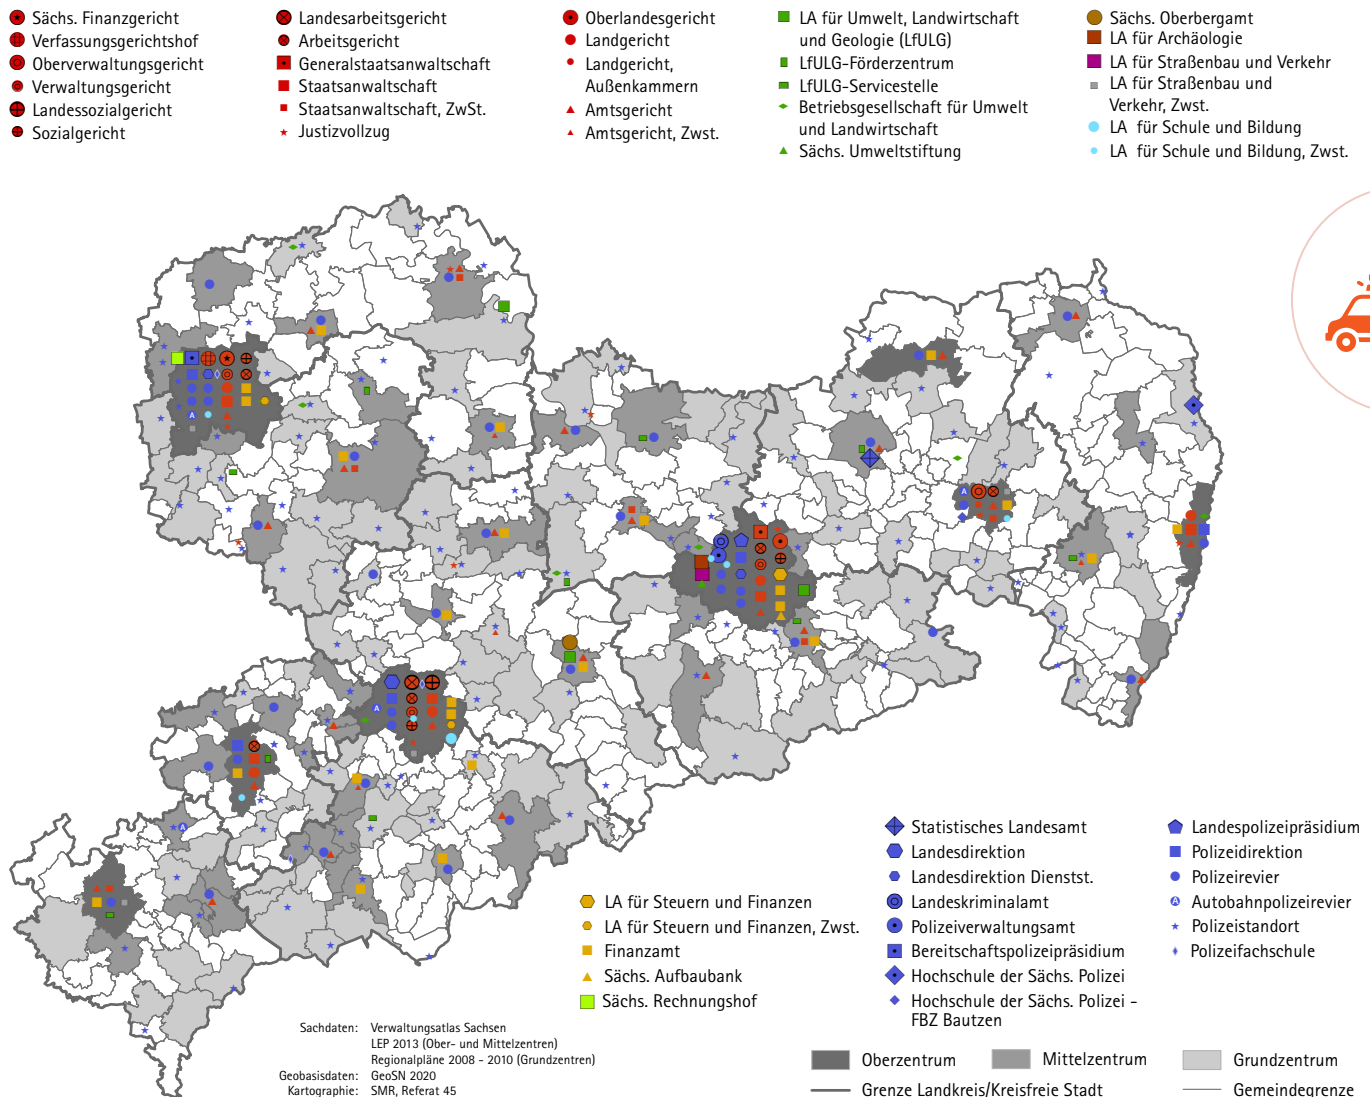 Sächs. Finanzgericht
Verfassungsgerichtshof
Oberverwaltungsgericht
Verwaltungsgericht
Landessozialgericht
Sozialgericht
Landesarbeitsgericht
Arbeitsgericht
Generalstaatsanwaltschaft
Staatsanwaltschaft
Staatsanwaltschaft, ZwSt.
Justizvollzug
Oberlandesgericht
Landgericht
Landgericht,
Außenkammern
Amtsgericht
Amtsgericht, Zwst.
LA für Umwelt, Landwirtschaft
und Geologie (LfULG)
LfULG-Förderzentrum
LfULG-Servicestelle
Betriebsgesellschaft für Umwelt
und Landwirtschaft
Sächs. Umweltstiftung
Sächs. Oberbergamt
LA für Archäologie
LA für Straßenbau und Verkehr
LA für Straßenbau und
Verkehr, Zwst.
LA für Schule und Bildung
LA für Schule und Bildung, Zwst.
A
A
A
A
LA für Steuern und Finanzen
LA für Steuern und Finanzen, Zwst.
Finanzamt
Sächs. Aufbaubank
Sächs. Rechnungshof
Statistisches Landesamt
Landesdirektion
Landesdirektion Dienstst.
Landeskriminalamt
Polizeiverwaltungsamt
Bereitschaftspolizeipräsidium
Hochschule der Sächs. Polizei
Hochschule der Sächs. Polizei -
FBZ Bautzen
Landespolizeipräsidium
Polizeidirektion
Polizeirevier
A Autobahnpolizeirevier
Polizeistandort
Polizeifachschule
Sachdaten: Verwaltungsatlas Sachsen
LEP 2013 (Ober- und Mittelzentren)
Regionalpläne 2008 - 2010 (Grundzentren)
Geobasisdaten: GeoSN 2020
Kartographie: SMR, Referat 45
Oberzentrum
Mittelzentrum
Grundzentrum
Grenze Landkreis/Kreisfreie Stadt
Gemeindegrenze